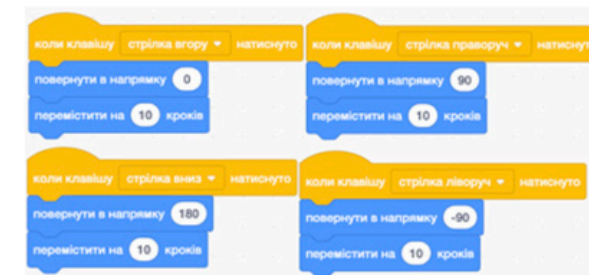 коли клавішу стрілка вгору натиснуто
повернути в напрямку 0
перемістити на 10 кроків
коли клавішу стрілка праворуч натиснут
повернути в напрямку 90
перемістити на 10 кроків
коли клавішу стрілка вниз натиснуто
повернути в напрямку 180
перемістити на 10 кроків
коли клавішу стрілка ліворуч натиснуто
повернути в напрямку -90
перемістити на 10 кроків